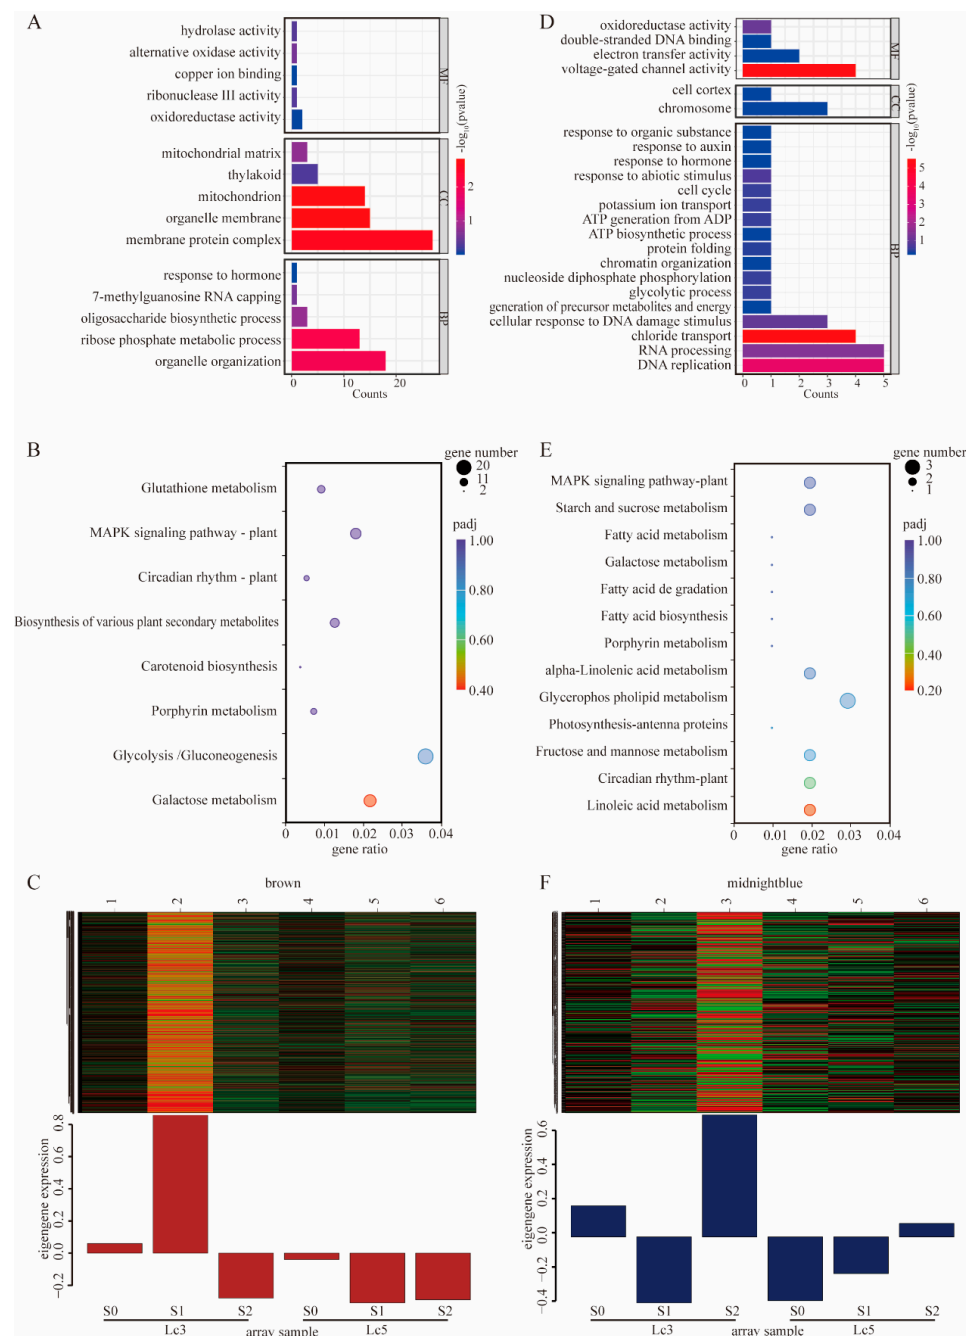 A
hydrolase activity
alternative oxidase activity
copper ion binding
ribonuclease III activity
oxidoreductase activity
MF
mitochondrial matrix
thylakoid
mitochondrion
organelle membrane
membrane protein complex
CC
response to hormone
7-methylguanosine RNA capping
oligosaccharide biosynthetic process
ribose phosphate metabolic process
organelle organization
BP
0 10 20
Counts
-log10(pvalue)
2
1
D
oxidoreductase activity
double-stranded DNA binding
electron transfer activity
voltage-gated channel activity
MF
cell cortex
chromosome
CC
response to organic substance
response to auxin
response to hormone
response to abiotic stimulus
cell cycle
potassium ion transport
ATP generation from ADP
ATP biosynthetic process
protein folding
chromatin organization
nucleoside diphosphate phosphorylation
glycolytic process
generation of precursor metabolites and energy
cellular response to DNA damage stimulus
chloride transport
RNA processing
DNA replication
BP
0 1 2 3 4 5
Counts
-log10(pvalue)
5
4
3
2
1
B
Glutathione metabolism
MAPK signaling pathway - plant
Circadian rhythm - plant
Biosynthesis of various plant secondary metabolites
Carotenoid biosynthesis
Porphyrin metabolism
Glycolysis /Gluconeogenesis
Galactose metabolism
0 0.01 0.02 0.03 0.04
gene ratio
gene number
20
11
2
padj
1.00
0.80
0.60
0.40
E
MAPK signaling pathway-plant
Starch and sucrose metabolism
Fatty acid metabolism
Galactose metabolism
Fatty acid de gradation
Fatty acid biosynthesis
Porphyrin metabolism
alpha-Linolenic acid metabolism
Glycerophos pholipid metabolism
Photosynthesis-antenna proteins
Fructose and mannose metabolism
Circadian rhythm-plant
Linoleic acid metabolism
0 0.01 0.02 0.03 0.04
gene ratio
gene number
3
2
1
padj
1.00
0.80
0.60
0.40
0.20
C
brown
1 2 3 4 5 6
eigengene expression
0.8
0.6
0.4
0.2
0.0
−0.2
S0 S1 S2 S0 S1 S2
Lc3 array sample Lc5
F
midnightblue
1 2 3 4 5 6
eigengene expression
0.6
0.4
0.2
0.0
−0.2
−0.4
S0 S1 S2 S0 S1 S2
Lc3 array sample Lc5